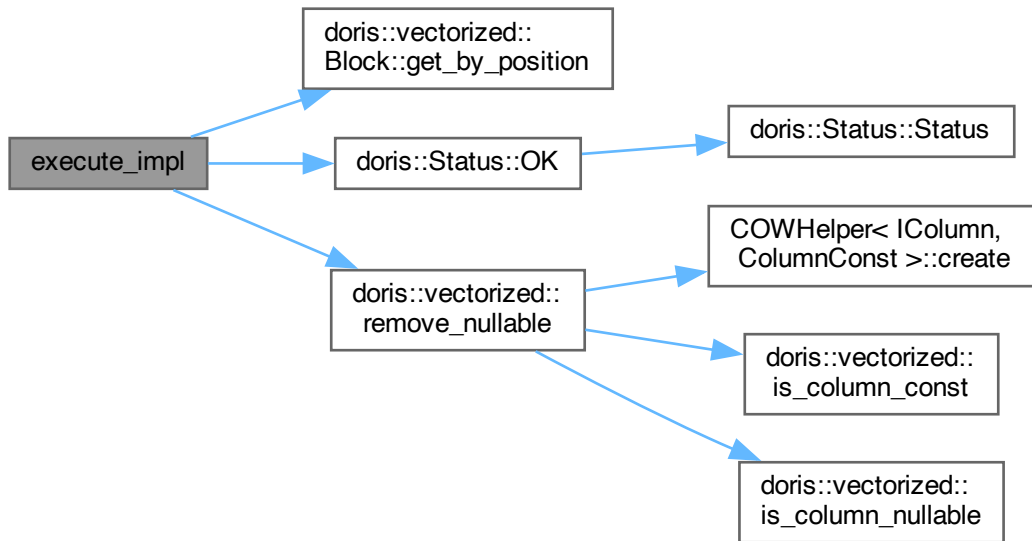 execute_impl
doris::vectorized::
Block::get_by_position
doris::Status::OK
doris::Status::Status
doris::vectorized::
remove_nullable
COWHelper< IColumn,
ColumnConst >::create
doris::vectorized::
is_column_const
doris::vectorized::
is_column_nullable